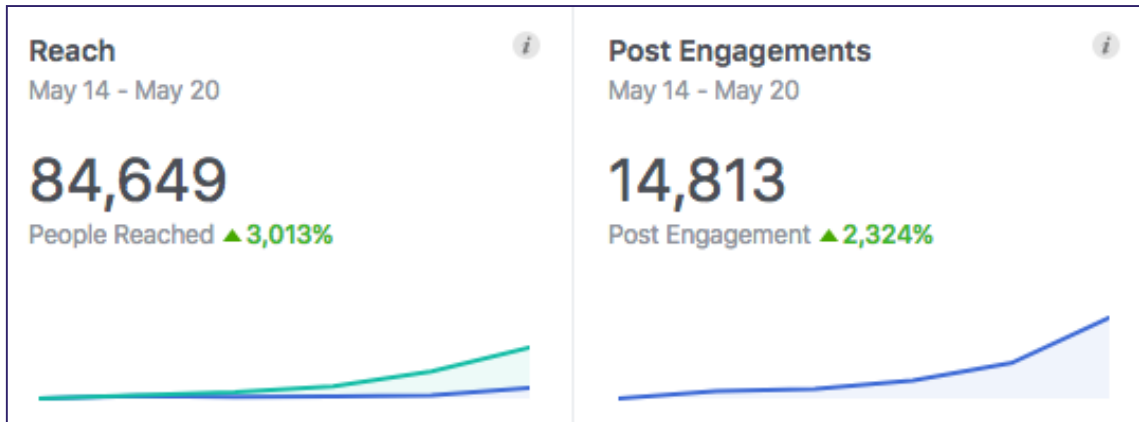 Reach
May 14 - May 20
84,649
People Reached ▲ 3,013%
Post Engagements
May 14 - May 20
14,813
Post Engagement ▲ 2,324%